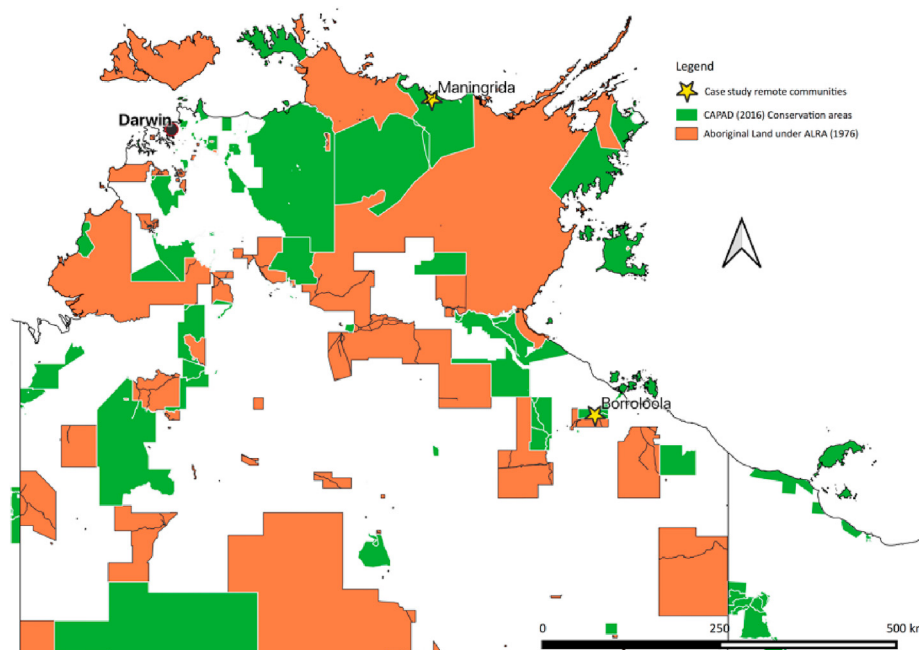 Maningrida
Darwin
Borroloola
Legend
Case study remote communities
CAPAD (2016) Conservation areas
Aboriginal Land under ALRA (1976)
0 250 500 km